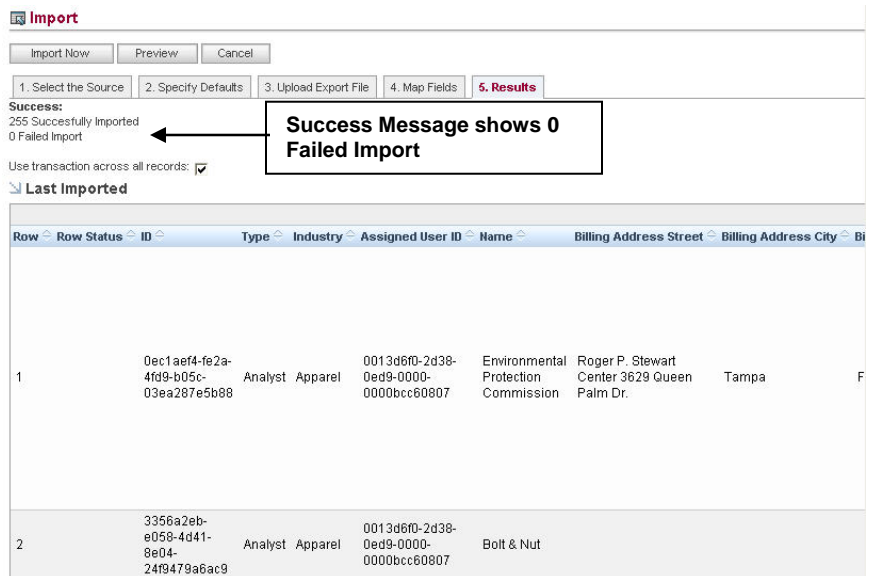 Import
Import Now Preview Cancel
1. Select the Source 2. Specify Defaults 3. Upload Export File 4. Map Fields 5. Results
Success:
255 Succesfully Imported
0 Failed Import
Success Message shows 0
Failed Import
Use transaction across all records:
Last Imported
Row Row Status ID Type Industry Assigned User ID Name Billing Address Street Billing Address City Bi
1 Analyst Apparel Tampa F
0ec1aef4-fe2a-
4fd9-b05c-
03ea287e5b88
0013d6f0-2d38-
0ed9-0000-
0000bcc60807
Environmental
Protection
Commission
Roger P. Stewart
Center 3629 Queen
Palm Dr.
2 Analyst Apparel Bolt & Nut
3356a2eb-
e058-4d41-
8e04-
24f9479a6ac9
0013d6f0-2d38-
0ed9-0000-
0000bcc60807